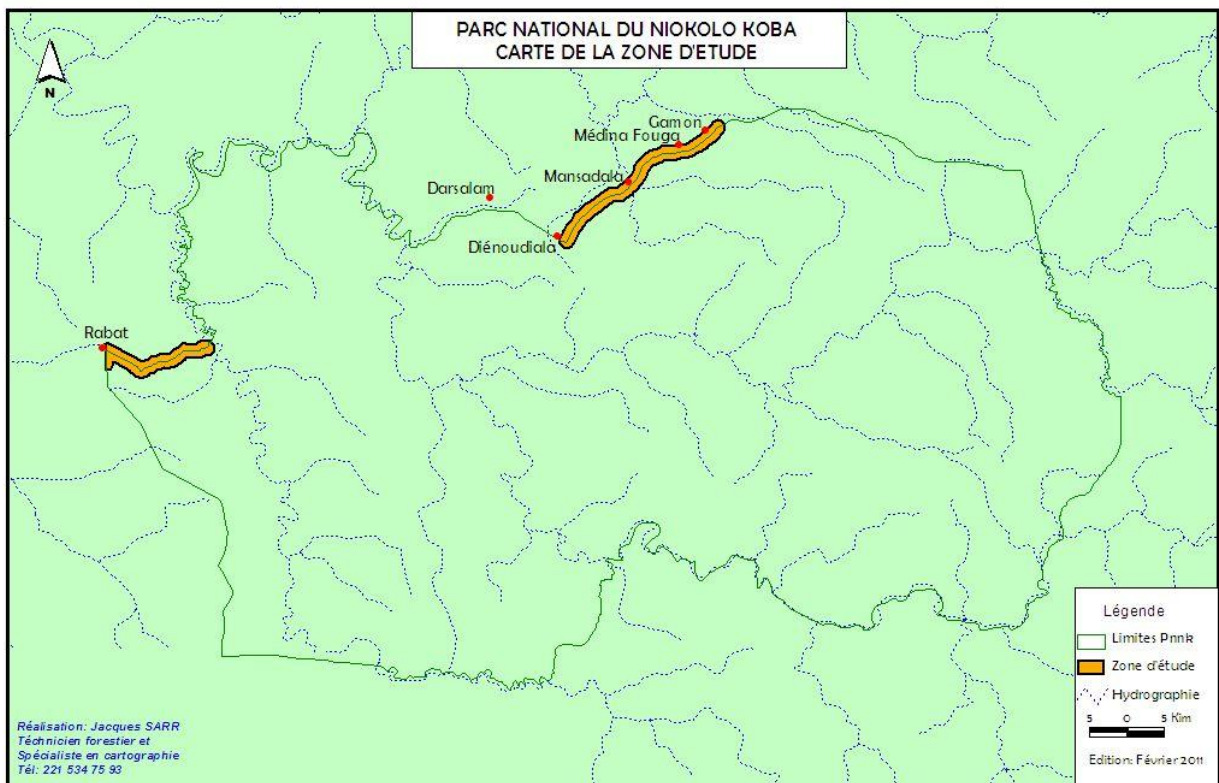 PARC NATIONAL DU NIOKOLO KOBA
CARTE DE LA ZONE D'ETUDE
N
Gamon
Médina Fouga
Mansadala
Darsalam
Diénoudiala
Rabat
Légende
Limites Pnnk
Zone d'étude
Hydrographie
5 0 5 Kim
Edition: Février 2011
Réalisation: Jacques SARR
Téchnicien forestier et
Spécialiste en cartographie
Tél: 221 534 75 93